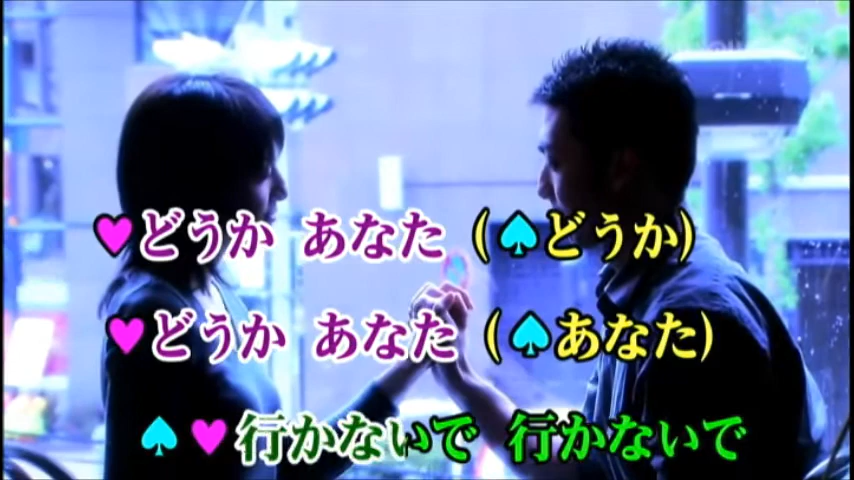 ♥どうか あなた (♠どうか)
♥どうか あなた (♠あなた)
♠♥行かないで 行かないで